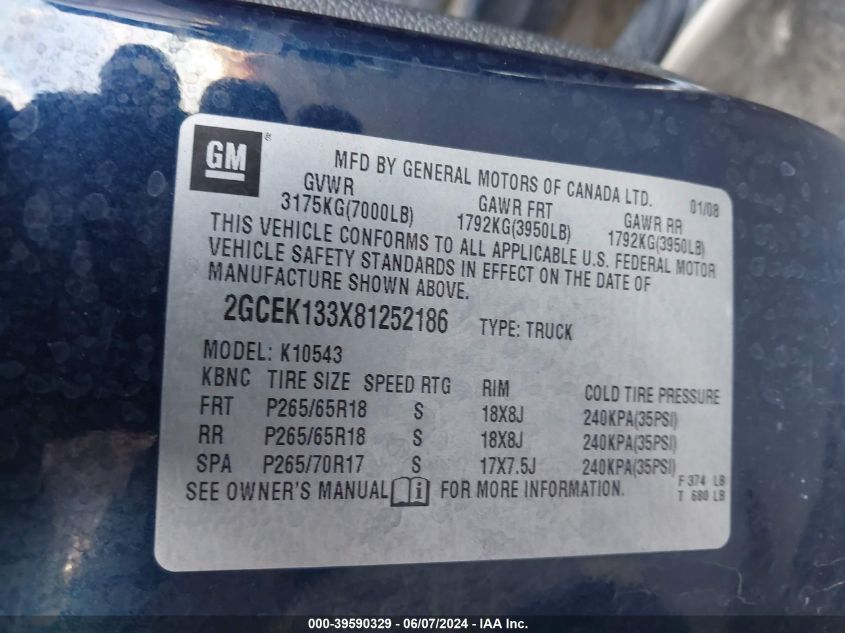 GM
MFD BY GENERAL MOTORS OF CANADA LTD. 01/08
GVWR GAWR FRT GAWR RR
3175KG(7000LB) 1792KG(3950LB) 1792KG(3950LB)
THIS VEHICLE CONFORMS TO ALL APPLICABLE U.S. FEDERAL MOTOR
VEHICLE SAFETY STANDARDS IN EFFECT ON THE DATE OF
MANUFACTURE SHOWN ABOVE.
2GCEK133X81252186 TYPE: TRUCK
MODEL: K10543
KBNC TIRE SIZE SPEED RTG RIM COLD TIRE PRESSURE
FRT P265/65R18 S 18X8J 240KPA(35PSI)
RR P265/65R18 S 18X8J 240KPA(35PSI)
SPA P265/70R17 S 17X7.5J 240KPA(35PSI)
SEE OWNER'S MANUAL FOR MORE INFORMATION.
F 374 LB
T 680 LB
000-39590329 - 06/07/2024 - IAA Inc.